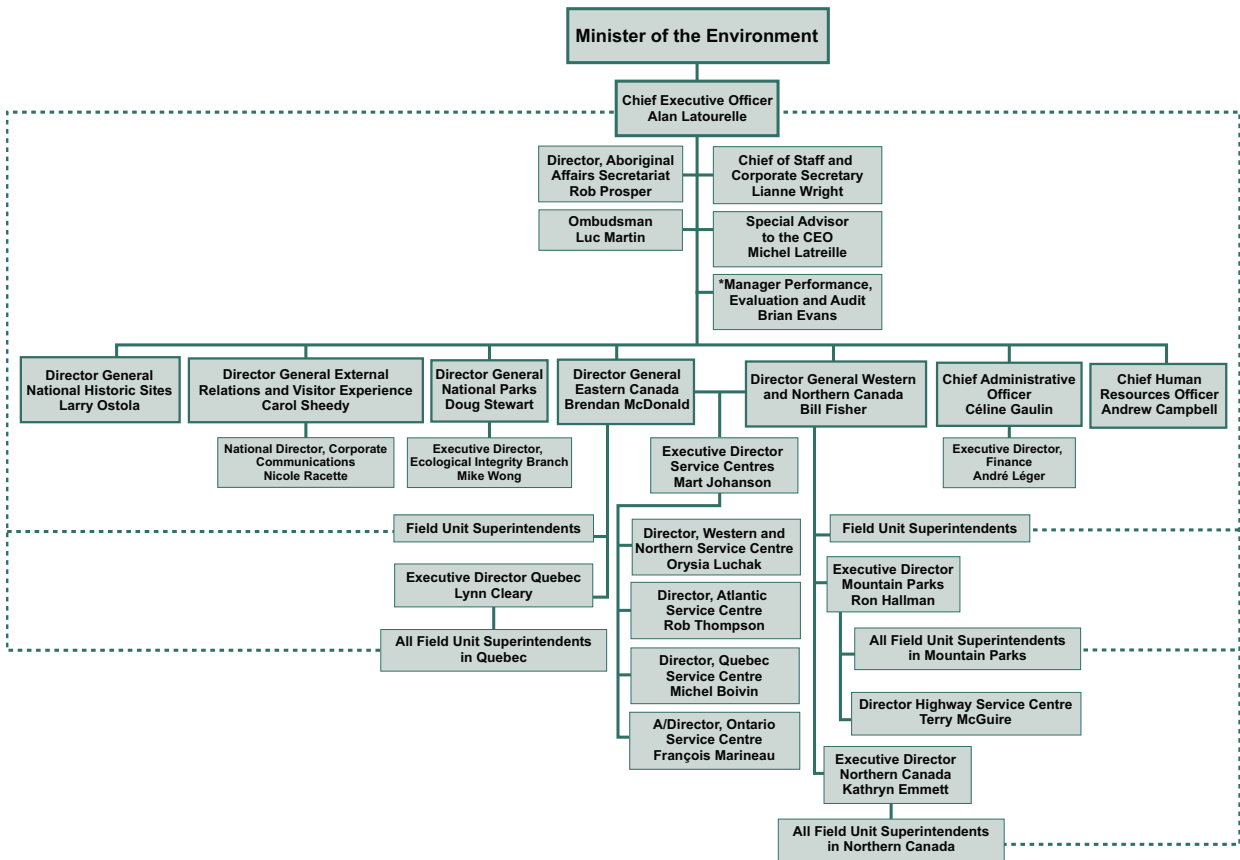 Minister of the Environment
Chief Executive Officer
Alan Latourelle
Director, Aboriginal
Affairs Secretariat
Rob Prosper
Chief of Staff and
Corporate Secretary
Lianne Wright
Ombudsman
Luc Martin
Special Advisor
to the CEO
Michel Latreille
*Manager Performance,
Evaluation and Audit
Brian Evans
Director General
National Historic Sites
Larry Ostola
Director General External
Relations and Visitor Experience
Carol Sheedy
Director General
National Parks
Doug Stewart
Director General
Eastern Canada
Brendan McDonald
Director General Western
and Northern Canada
Bill Fisher
Chief Administrative
Officer
Céline Gaulin
Chief Human
Resources Officer
Andrew Campbell
National Director, Corporate
Communications
Nicole Racette
Executive Director,
Ecological Integrity Branch
Mike Wong
Executive Director
Service Centres
Mart Johanson
Executive Director,
Finance
André Léger
Field Unit Superintendents
Director, Western and
Northern Service Centre
Orysia Luchak
Field Unit Superintendents
Executive Director Quebec
Lynn Cleary
Director, Atlantic
Service Centre
Rob Thompson
Executive Director
Mountain Parks
Ron Hallman
All Field Unit Superintendents
in Quebec
Director, Quebec
Service Centre
Michel Boivin
All Field Unit Superintendents
in Mountain Parks
A/Director, Ontario
Service Centre
François Marineau
Director Highway Service Centre
Terry McGuire
Executive Director
Northern Canada
Kathryn Emmett
All Field Unit Superintendents
in Northern Canada